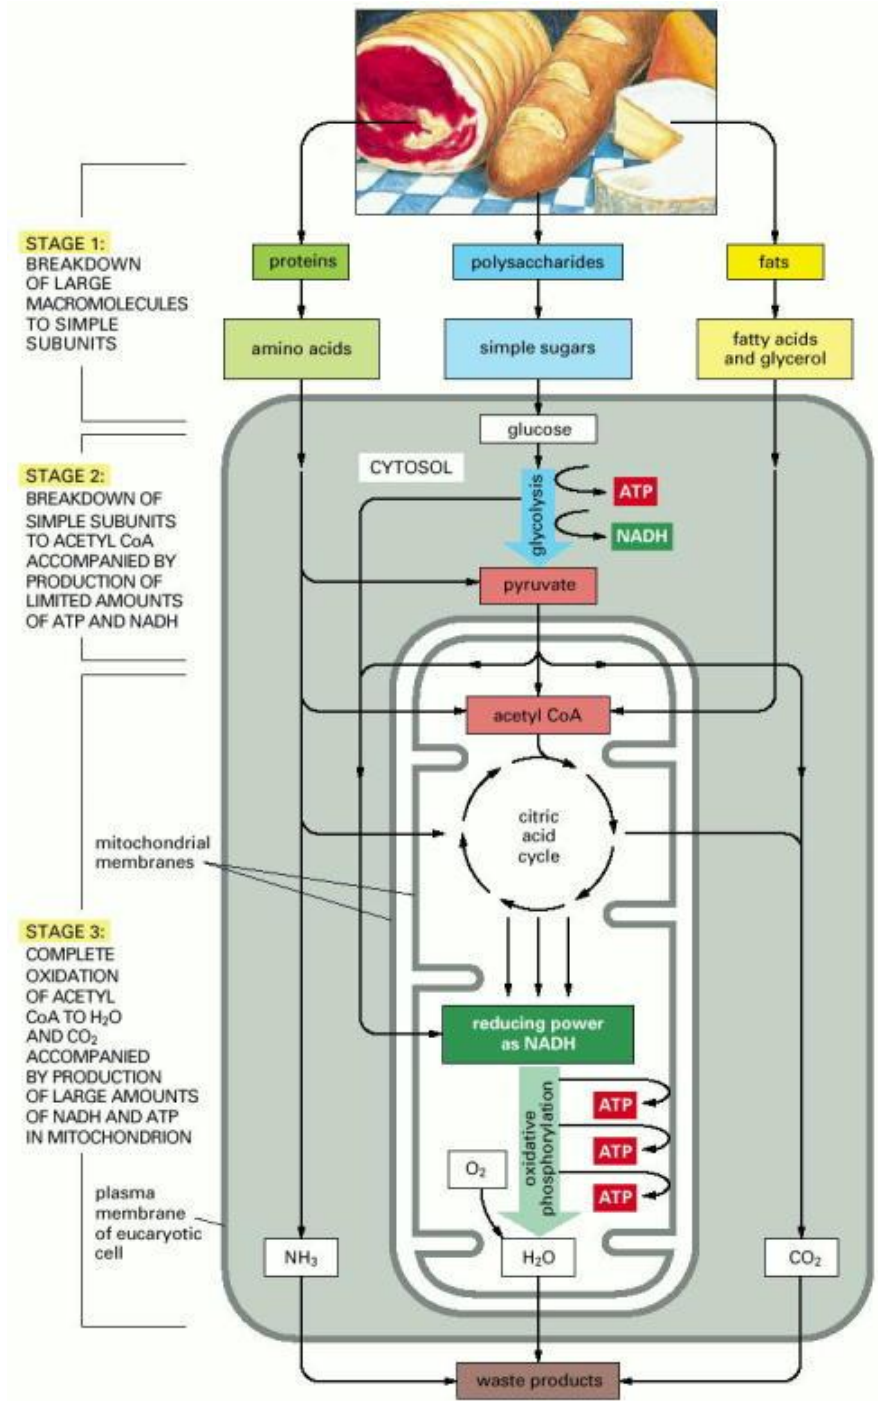 STAGE 1:
BREAKDOWN
OF LARGE
MACROMOLECULES
TO SIMPLE
SUBUNITS
proteins
polysaccharides
fats
amino acids
simple sugars
fatty acids
and glycerol
STAGE 2:
BREAKDOWN OF
SIMPLE SUBUNITS
TO ACETYL CoA
ACCOMPANIED BY
PRODUCTION OF
LIMITED AMOUNTS
OF ATP AND NADH
glucose
CYTOSOL
glycolysis
ATP
NADH
pyruvate
acetyl CoA
citric
acid
cycle
mitochondrial
membranes
STAGE 3:
COMPLETE
OXIDATION
OF ACETYL
CoA TO H₂O
AND CO₂
ACCOMPANIED
BY PRODUCTION
OF LARGE AMOUNTS
OF NADH AND ATP
IN MITOCHONDRION
reducing power
as NADH
oxidative
phosphorylation
ATP
ATP
ATP
O₂
plasma
membrane
of eucaryotic
cell
NH₃
H₂O
CO₂
waste products